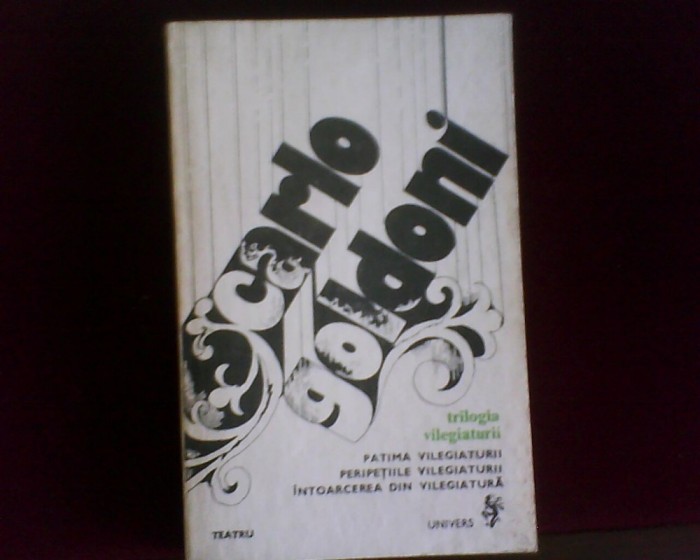 carlo
goldoni
trilogia
vilegiaturii
PATIMA VILEGIATURII
PERIPEȚIILE VILEGIATURII
ÎNTOARCEREA DIN VILEGIATURĂ
TEATRU
UNIVERS